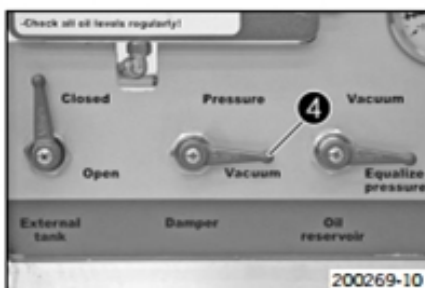 -Check all oil levels regularly!
Closed
Pressure
4
Vacuum
Open
Vacuum
Equalize
pressure
External
tank
Damper
Oil
reservoir
200269-10